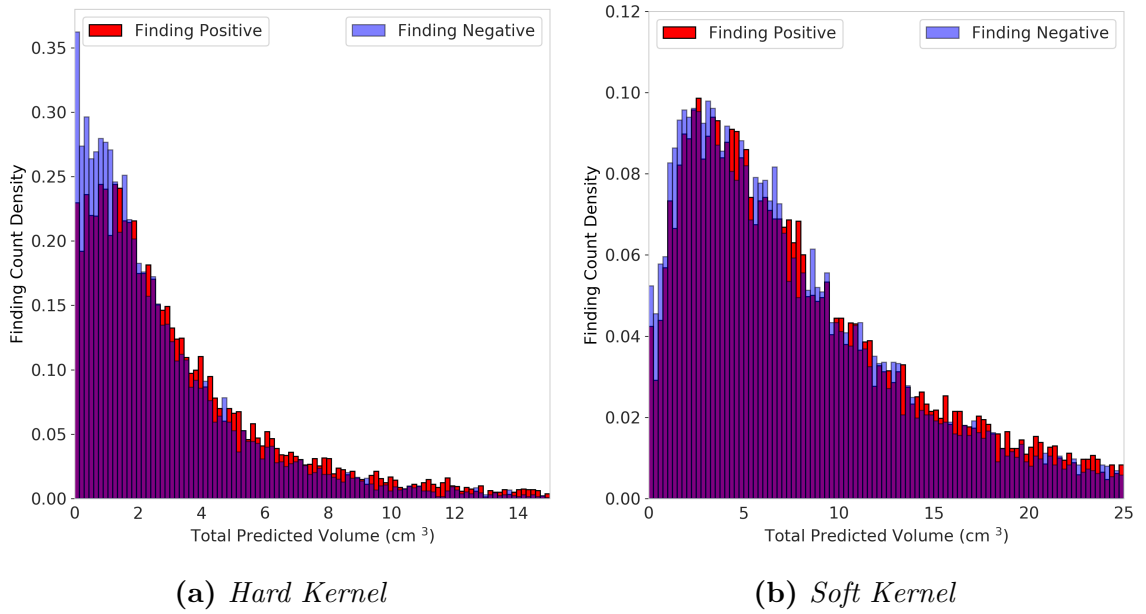 Finding Positive Finding Negative
0.35
0.30
0.25
0.20
0.15
0.10
0.05
0.00
Finding Count Density
0 2 4 6 8 10 12 14
Total Predicted Volume (cm ³)
(a) Hard Kernel
0.12
Finding Positive Finding Negative
0.10
0.08
0.06
0.04
0.02
0.00
Finding Count Density
0 5 10 15 20 25
Total Predicted Volume (cm ³)
(b) Soft Kernel